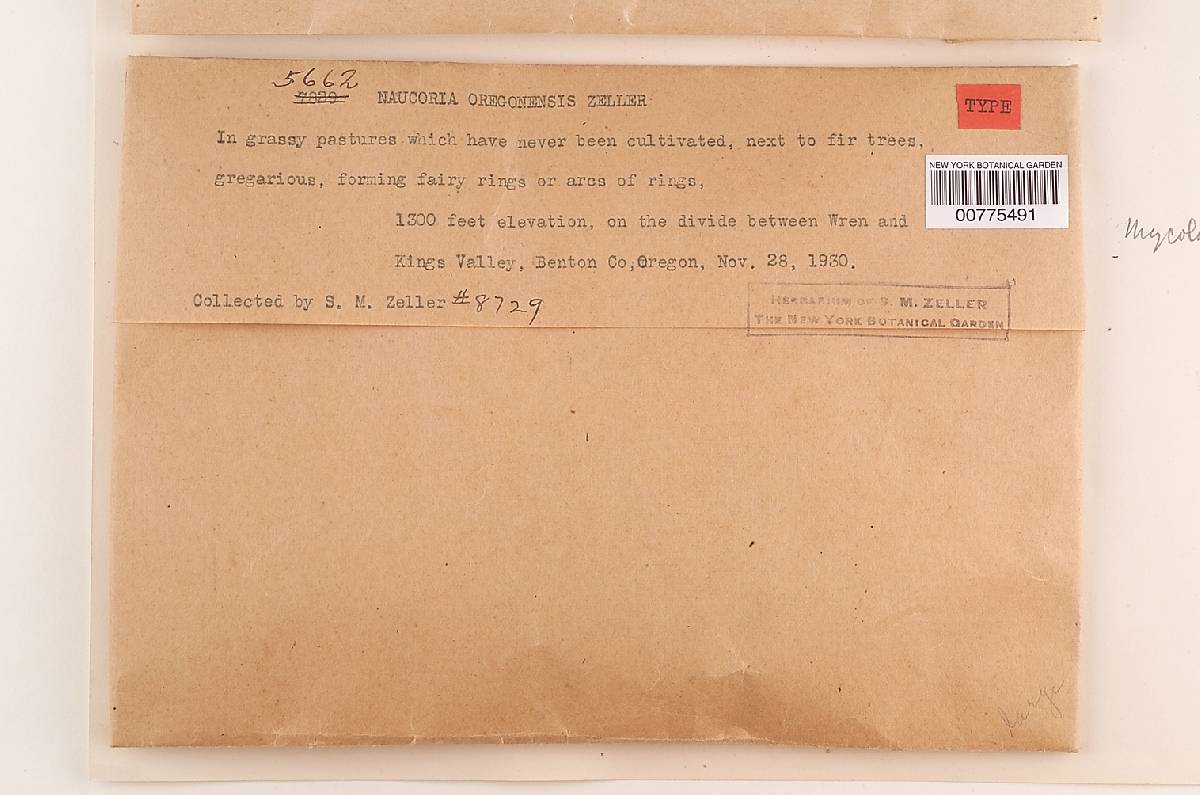 5662
NAUCORIA OREGONENSIS ZELLER
TYPE
In grassy pastures which have never been cultivated, next to fir trees,
gregarious, forming fairy rings or arcs of rings,
1300 feet elevation, on the divide between Wren and
Kings Valley, Benton Co,Oregon, Nov. 28, 1930.
Collected by S. M. Zeller #8729
NEW YORK BOTANICAL GARDEN
00775491
HERBARIUM OF S. M. ZELLER
THE NEW YORK BOTANICAL GARDEN
large